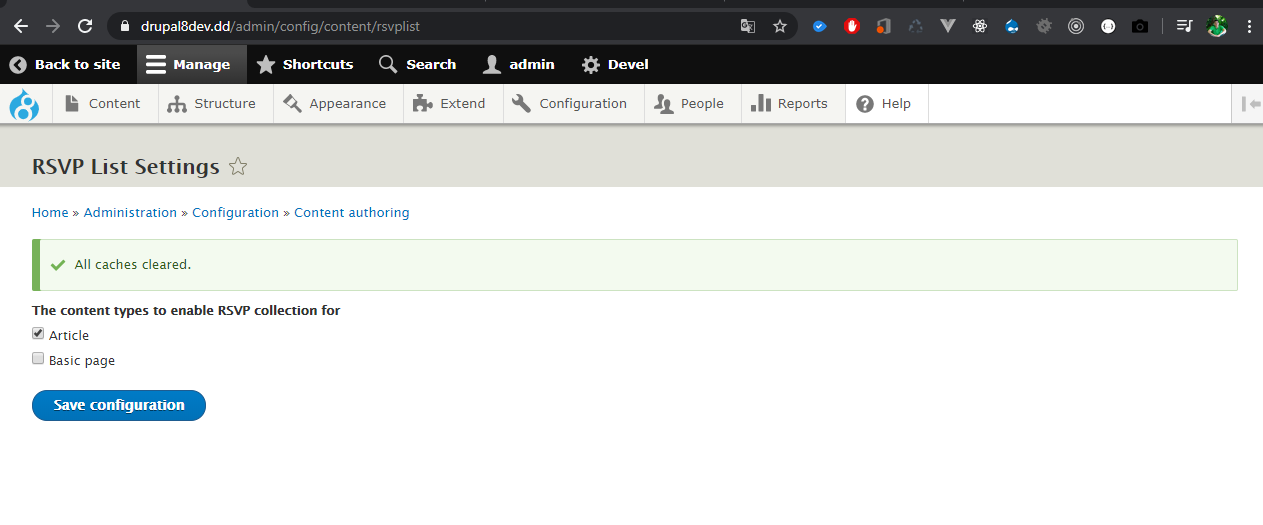 drupal8dev.dd/admin/config/content/rsvplist
Back to site Manage Shortcuts Search admin Devel
Content Structure Appearance Extend Configuration People Reports Help
RSVP List Settings
Home » Administration » Configuration » Content authoring
All caches cleared.
The content types to enable RSVP collection for
Article
Basic page
Save configuration